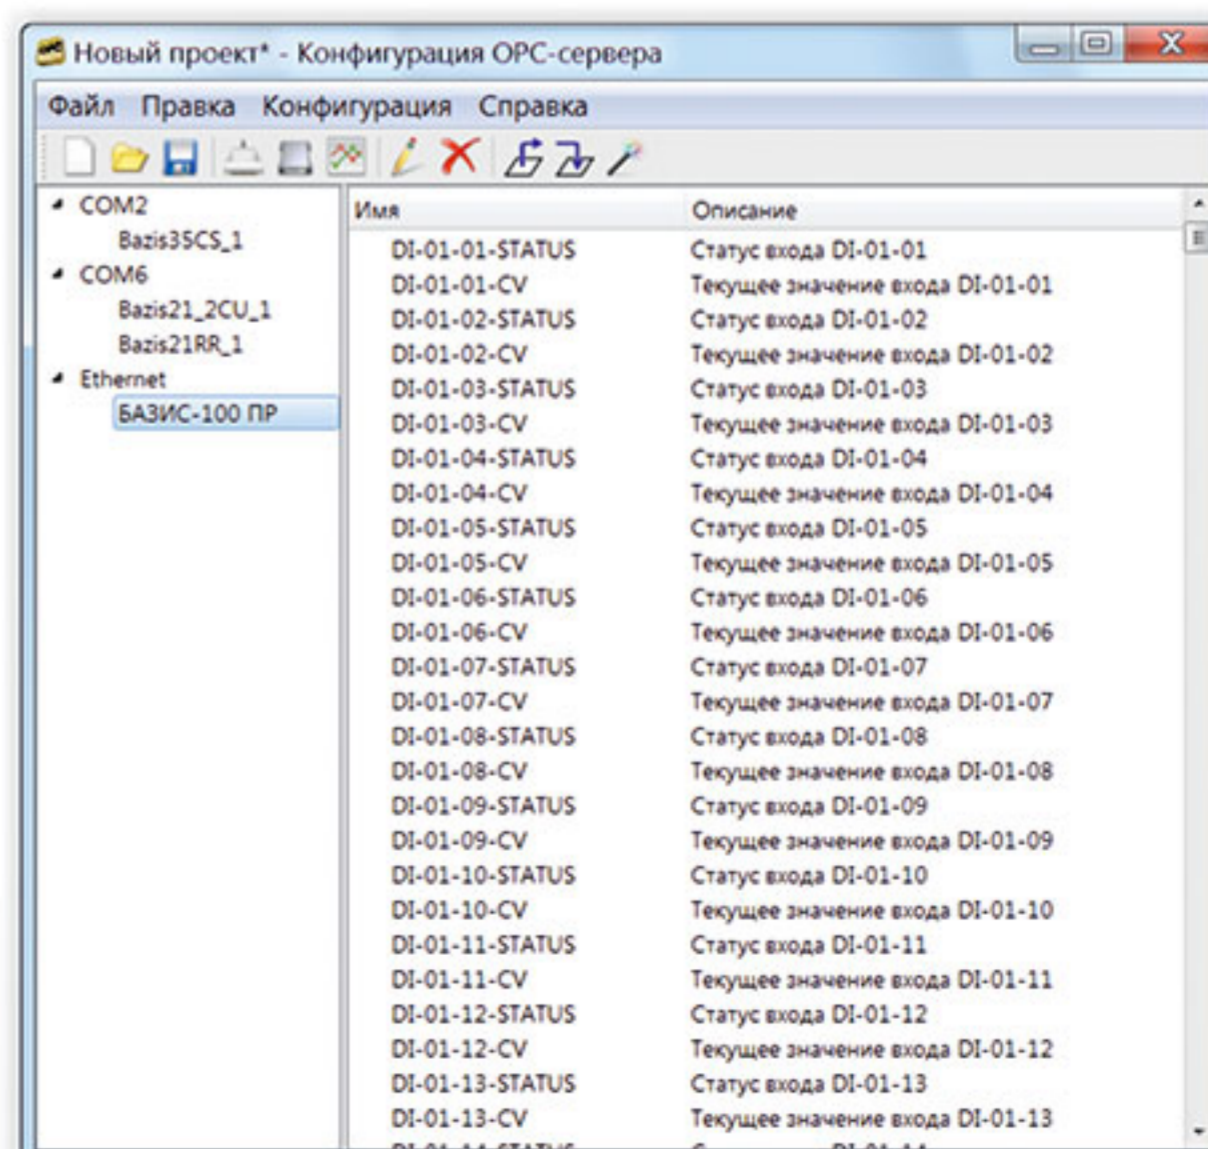 Новый проект* - Конфигурация OPC-сервера
Файл Правка Конфигурация Справка
COM2
Bazis35CS_1
COM6
Bazis21_2CU_1
Bazis21RR_1
Ethernet
БАЗИС-100 ПР
Имя Описание
DI-01-01-STATUS Статус входа DI-01-01
DI-01-01-CV Текущее значение входа DI-01-01
DI-01-02-STATUS Статус входа DI-01-02
DI-01-02-CV Текущее значение входа DI-01-02
DI-01-03-STATUS Статус входа DI-01-03
DI-01-03-CV Текущее значение входа DI-01-03
DI-01-04-STATUS Статус входа DI-01-04
DI-01-04-CV Текущее значение входа DI-01-04
DI-01-05-STATUS Статус входа DI-01-05
DI-01-05-CV Текущее значение входа DI-01-05
DI-01-06-STATUS Статус входа DI-01-06
DI-01-06-CV Текущее значение входа DI-01-06
DI-01-07-STATUS Статус входа DI-01-07
DI-01-07-CV Текущее значение входа DI-01-07
DI-01-08-STATUS Статус входа DI-01-08
DI-01-08-CV Текущее значение входа DI-01-08
DI-01-09-STATUS Статус входа DI-01-09
DI-01-09-CV Текущее значение входа DI-01-09
DI-01-10-STATUS Статус входа DI-01-10
DI-01-10-CV Текущее значение входа DI-01-10
DI-01-11-STATUS Статус входа DI-01-11
DI-01-11-CV Текущее значение входа DI-01-11
DI-01-12-STATUS Статус входа DI-01-12
DI-01-12-CV Текущее значение входа DI-01-12
DI-01-13-STATUS Статус входа DI-01-13
DI-01-13-CV Текущее значение входа DI-01-13